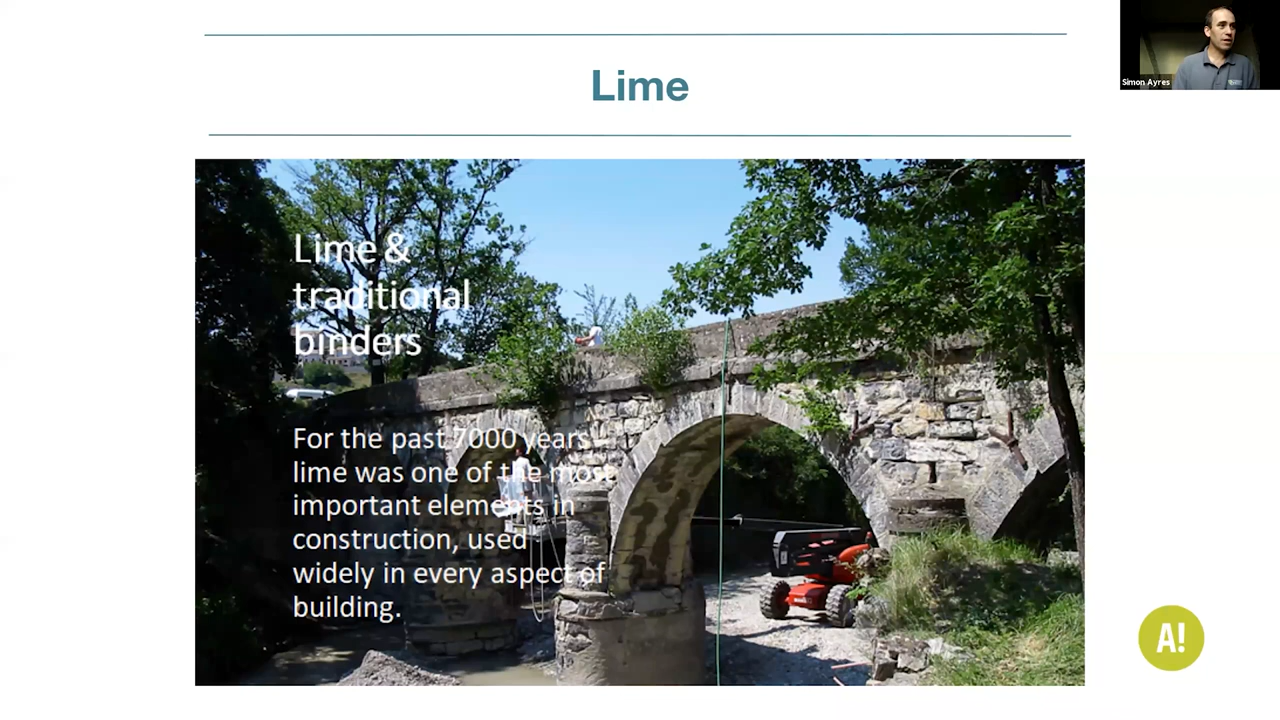 Lime
Simon Ayres
Lime &
traditional
binders
For the past 7000 years –
lime was one of the most
important elements in
construction, used
widely in every aspect of
building.
A!